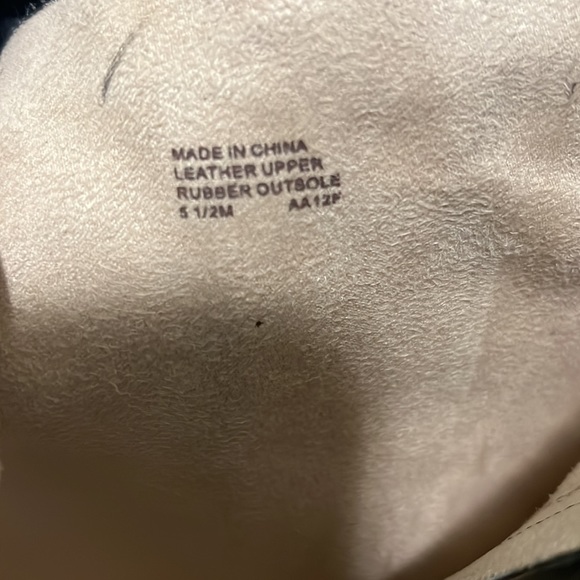 MADE IN CHINA
LEATHER UPPER
RUBBER OUTSOLE
5 1/2M AA12F